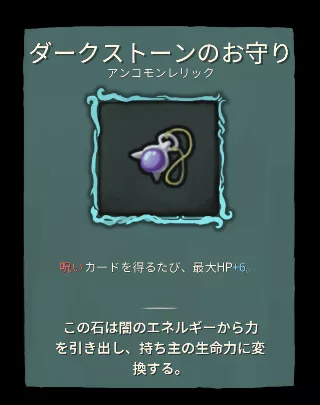 ダークストーンのお守り
アンコモンレリック
呪いカードを得るたび、最大HP+6。
この石は闇のエネルギーから力
を引き出し、持ち主の生命力に変
換する。